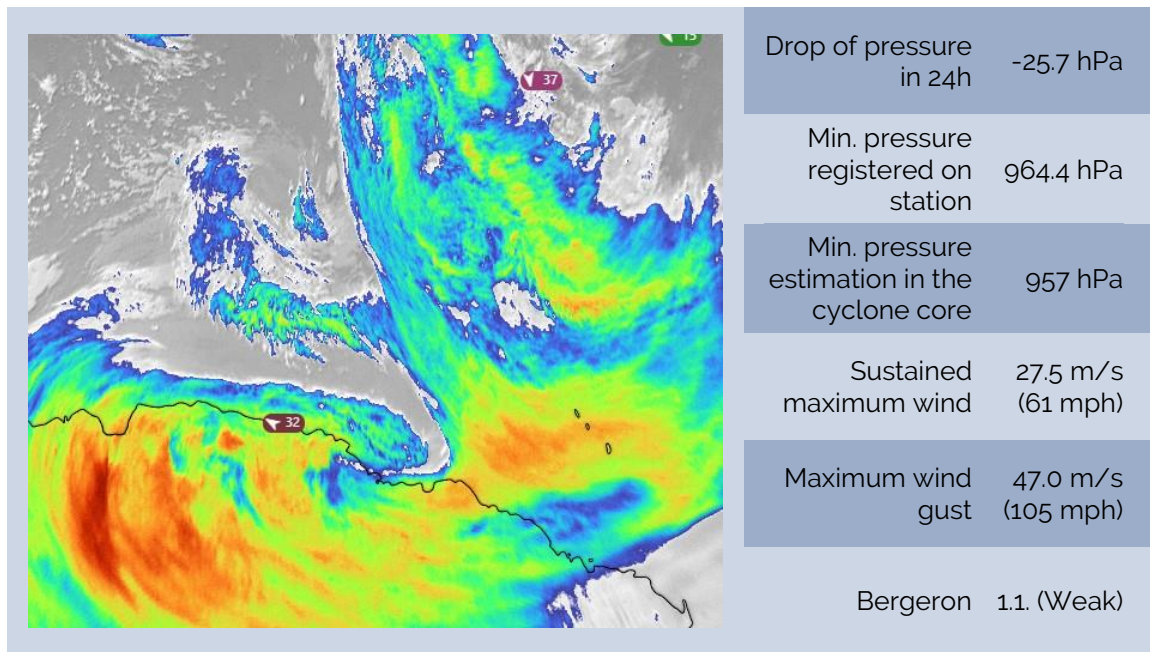 13
37
32
Drop of pressure
in 24h
-25.7 hPa
Min. pressure
registered on
station
964.4 hPa
Min. pressure
estimation in the
cyclone core
957 hPa
Sustained
maximum wind
27.5 m/s
(61 mph)
Maximum wind
gust
47.0 m/s
(105 mph)
Bergeron
1.1. (Weak)